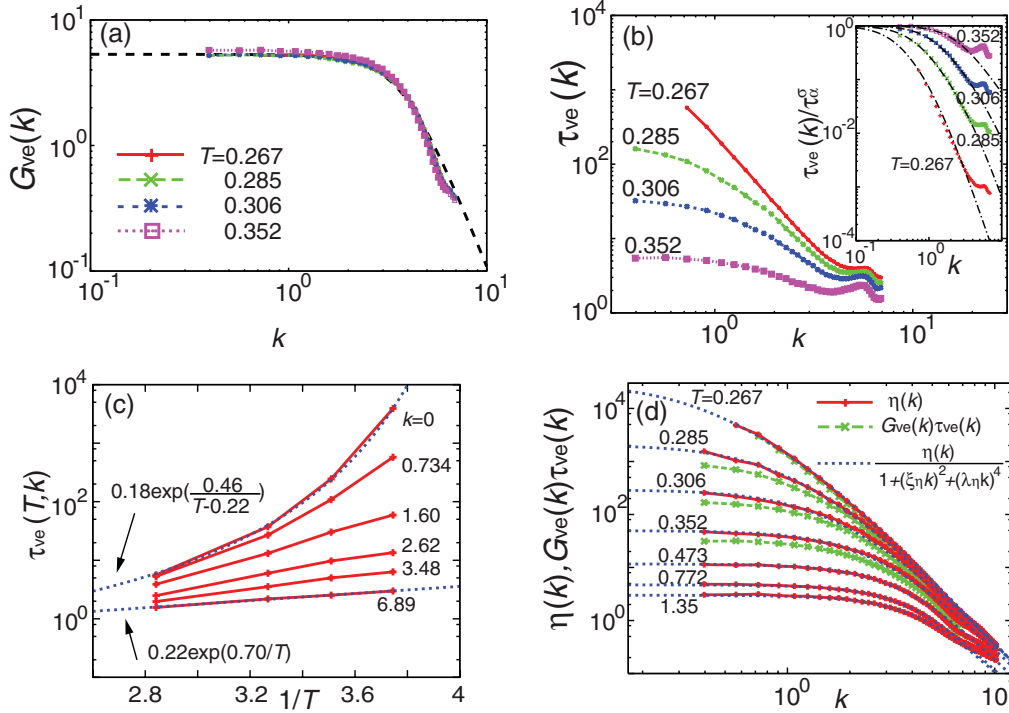 (a)
G_ve(k)
10^1
10^0
10^-1
T=0.267
0.285
0.306
0.352
10^-1
10^0
10^1
k
(b)
τ_ve(k)
10^4
10^2
10^0
T=0.267
0.285
0.306
0.352
10^0
k
10^1
τ_ve(k)/τ_α^σ
10^0
10^-2
10^-4
0.352
0.306
0.285
T=0.267
10^-1
10^0
k
(c)
τ_ve(T,k)
10^4
10^2
10^0
k=0
0.734
1.60
2.62
3.48
6.89
0.18exp(0.46/T-0.22)
0.22exp(0.70/T)
2.8
3.2
1/T
3.6
4
(d)
η(k), G_ve(k)τ_ve(k)
10^4
10^2
10^0
T=0.267
0.285
0.306
0.352
0.473
0.772
1.35
η(k)
G_ve(k)τ_ve(k)
η(k)/1+(ξηk)^2+(ληk)^4
10^0
k
10^1